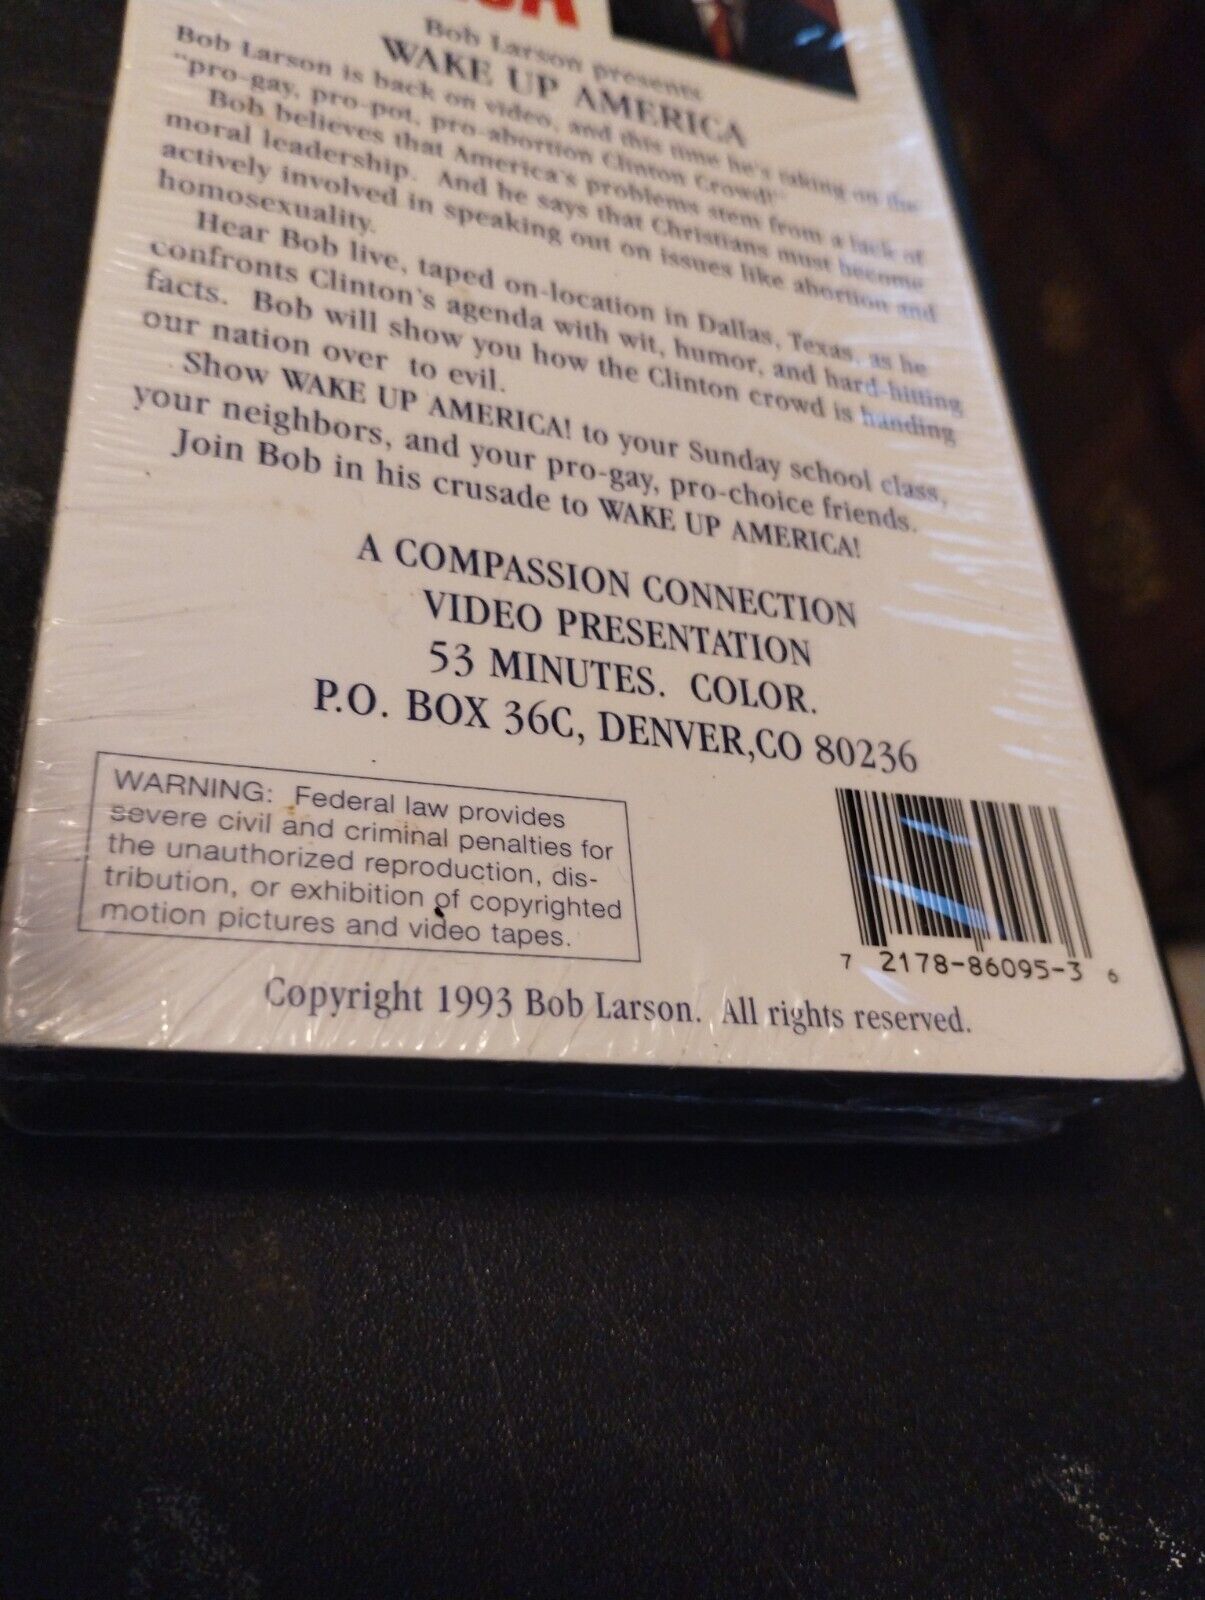 Bob Larson presents
WAKE UP AMERICA
Bob Larson is back on video, and this time he's taking on the
"pro-gay, pro-pot, pro-abortion Clinton Crowd!"
Bob believes that America's problems stem from a lack of
moral leadership. And he says that Christians must become
actively involved in speaking out on issues like abortion and
homosexuality.
Hear Bob live, taped on-location in Dallas, Texas, as he
confronts Clinton's agenda with wit, humor, and hard-hitting
facts. Bob will show you how the Clinton crowd is handing
our nation over to evil.
Show WAKE UP AMERICA! to your Sunday school class,
your neighbors, and your pro-gay, pro-choice friends.
Join Bob in his crusade to WAKE UP AMERICA!
A COMPASSION CONNECTION
VIDEO PRESENTATION
53 MINUTES. COLOR.
P.O. BOX 36C, DENVER,CO 80236
WARNING: Federal law provides
severe civil and criminal penalties for
the unauthorized reproduction, dis-
tribution, or exhibition of copyrighted
motion pictures and video tapes.
7 2178-86095-3 6
Copyright 1993 Bob Larson. All rights reserved.